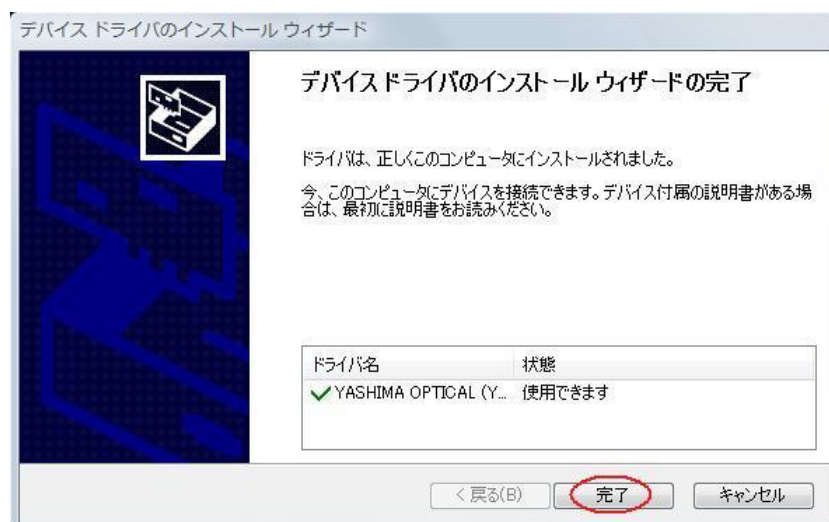 デバイス ドライバのインストール ウィザード
デバイス ドライバのインストール ウィザードの完了
ドライバは、正しくこのコンピュータにインストールされました。
今、このコンピュータにデバイスを接続できます。デバイス付属の説明書がある場
合は、最初に説明書をお読みください。
ドライバ名 状態
YASHIMA OPTICAL (Y... 使用できます
< 戻る(B) 完了 キャンセル